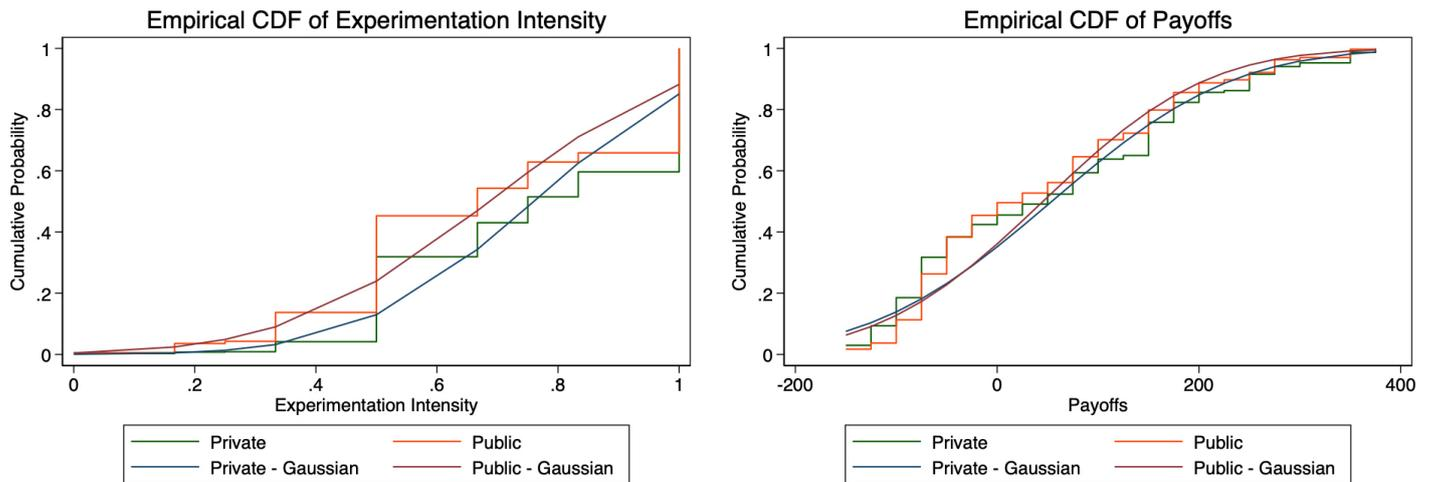 Empirical CDF of Experimentation Intensity
1
.8
.6
.4
.2
0
Cumulative Probability
0 .2 .4 .6 .8 1
Experimentation Intensity
Private Public
Private - Gaussian Public - Gaussian
Empirical CDF of Payoffs
1
.8
.6
.4
.2
0
Cumulative Probability
-200 0 200 400
Payoffs
Private Public
Private - Gaussian Public - Gaussian